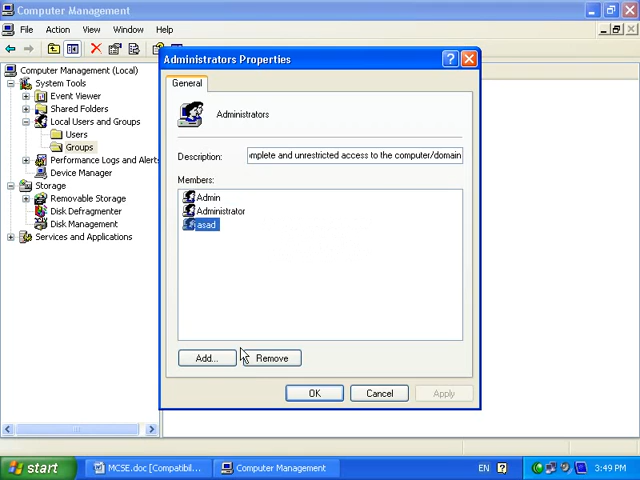 Computer Management
File Action View Window Help
Computer Management (Local)
System Tools
Event Viewer
Shared Folders
Local Users and Groups
Users
Groups
Performance Logs and Alert
Device Manager
Storage
Removable Storage
Disk Defragmenter
Disk Management
Services and Applications
Administrators Properties
General
Administrators
Description: omplete and unrestricted access to the computer/domain
Members:
Admin
Administrator
asad
Add... Remove
OK Cancel Apply
start MCSE.doc [Compatibil... Computer Management EN ? 3:49 PM